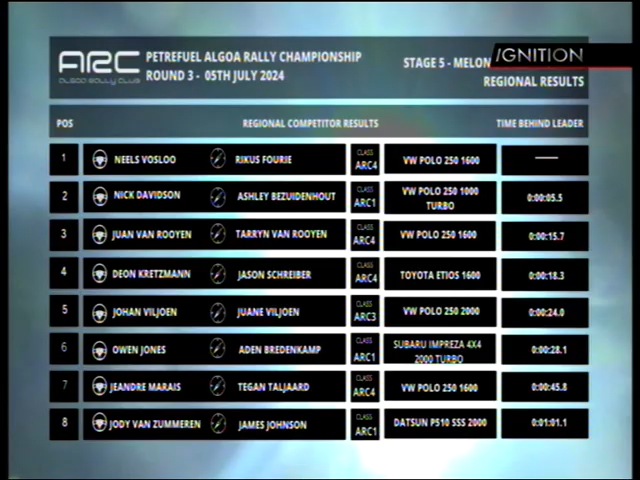 ARC
ALGOA RALLY CLUB
PETREFUEL ALGOA RALLY CHAMPIONSHIP
ROUND 3 - 05TH JULY 2024
STAGE 5 - MELON
REGIONAL RESULTS
IGNITION
POS REGIONAL COMPETITOR RESULTS TIME BEHIND LEADER
1 NEELS VOSLOO RIKUS FOURIE CLASS ARC4 VW POLO 250 1600
2 NICK DAVIDSON ASHLEY BEZUIDENHOUT CLASS ARC1 VW POLO 250 1000 TURBO 0:00:05.5
3 JUAN VAN ROOYEN TARRYN VAN ROOYEN CLASS ARC4 VW POLO 250 1600 0:00:15.7
4 DEON KRETZMANN JASON SCHREIBER CLASS ARC4 TOYOTA ETIOS 1600 0:00:18.3
5 JOHAN VILJOEN JUANE VILJOEN CLASS ARC3 VW POLO 250 2000 0:00:24.0
6 OWEN JONES ADEN BREDENKAMP CLASS ARC1 SUBARU IMPREZA 4X4 2000 TURBO 0:00:28.1
7 JEANDRE MARAIS TEGAN TALJAARD CLASS ARC4 VW POLO 250 1600 0:00:45.8
8 JODY VAN ZUMMEREN JAMES JOHNSON CLASS ARC1 DATSUN P510 SSS 2000 0:01:01.1